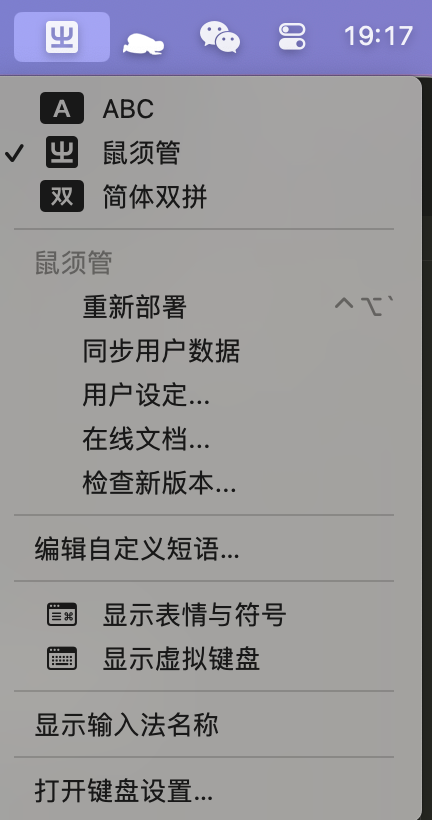 19:17
A ABC
✓ 鼠须管
双 简体双拼
鼠须管
重新部署 ⌃⌥`
同步用户数据
用户设定...
在线文档...
检查新版本...
编辑自定义短语...
显示表情与符号
显示虚拟键盘
显示输入法名称
打开键盘设置...